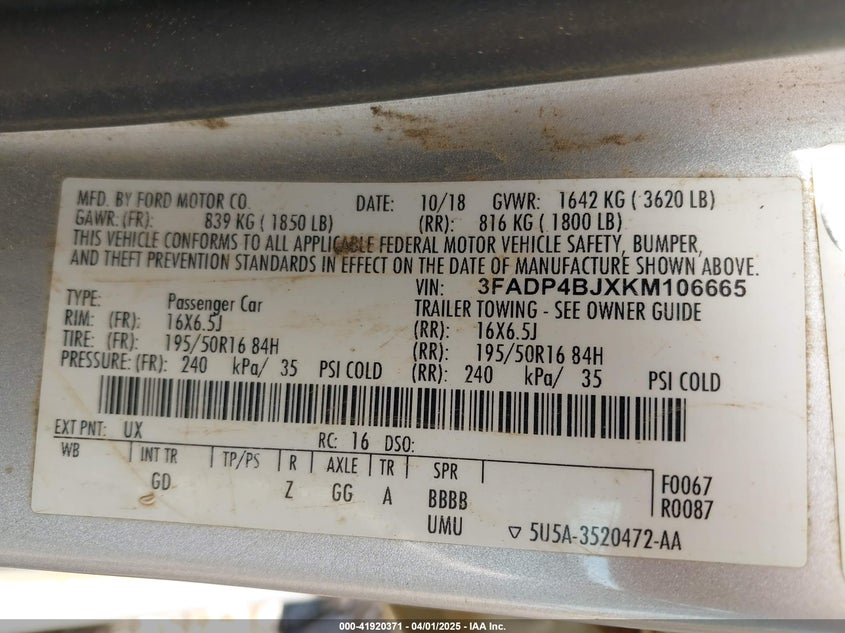 MFD. BY FORD MOTOR CO. DATE: 10/18 GVWR: 1642 KG ( 3620 LB)
GAWR: (FR): 839 KG ( 1850 LB) (RR): 816 KG ( 1800 LB)
THIS VEHICLE CONFORMS TO ALL APPLICABLE FEDERAL MOTOR VEHICLE SAFETY, BUMPER,
AND THEFT PREVENTION STANDARDS IN EFFECT ON THE DATE OF MANUFACTURE SHOWN ABOVE.
VIN: 3FADP4BJXKM106665
TYPE: Passenger Car TRAILER TOWING - SEE OWNER GUIDE
RIM: (FR): 16X6.5J (RR): 16X6.5J
TIRE: (FR): 195/50R16 84H (RR): 195/50R16 84H
PRESSURE: (FR): 240 kPa/ 35 PSI COLD (RR): 240 kPa/ 35 PSI COLD
EXT PNT: UX RC: 16 DSO:
WB INT TR TP/PS R AXLE TR SPR F0067
GD Z GG A BBBB R0087
UMU ▽ 5U5A-3520472-AA
000-41920371 - 04/01/2025 - IAA Inc.